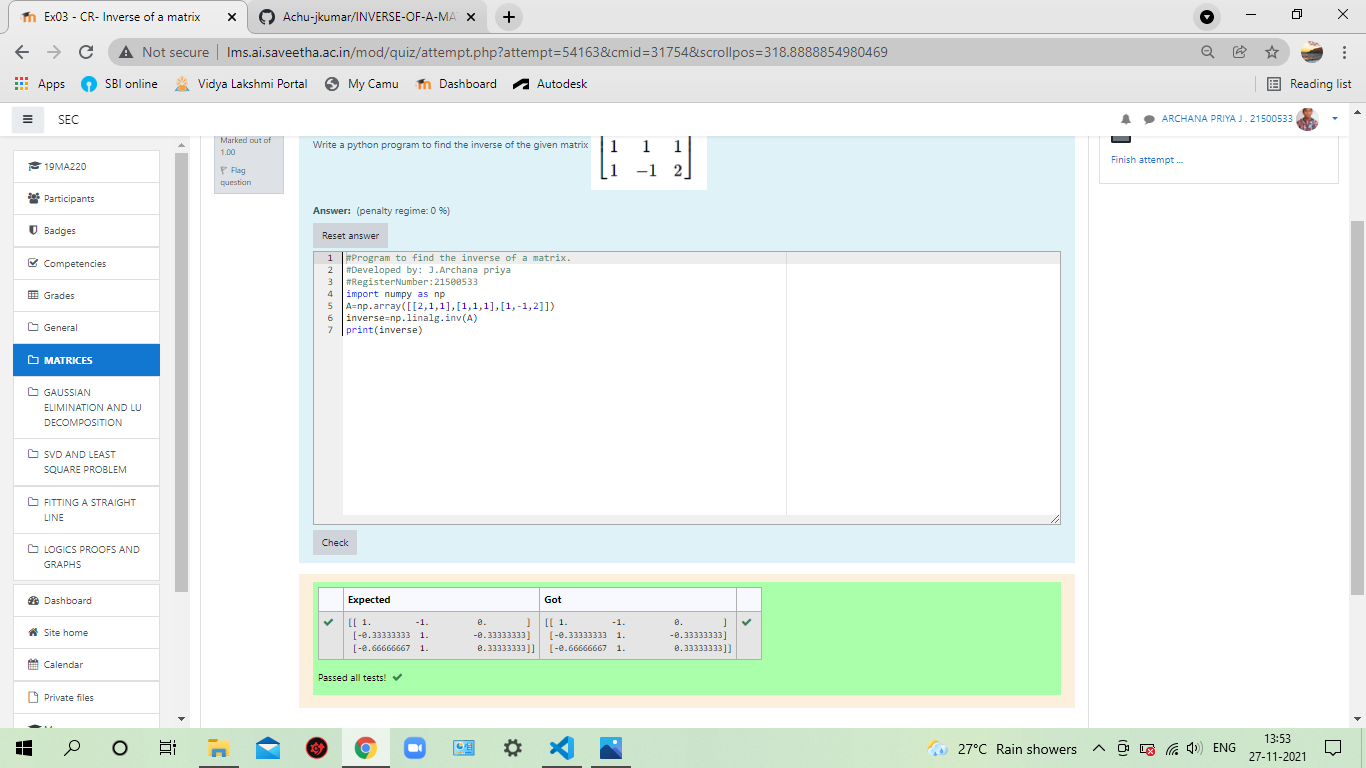 Ex03 - CR- Inverse of a matrix
Achu-jkumar/INVERSE-OF-A-MA
Not secure
lms.ai.saveetha.ac.in/mod/quiz/attempt.php?attempt=54163&cmid=31754&scrollpos=318.8888854980469
Apps
SBI online
Vidya Lakshmi Portal
My Camu
Dashboard
Autodesk
Reading list
SEC
ARCHANA PRIYA J . 21500533
19MA220
Participants
Badges
Competencies
Grades
General
MATRICES
GAUSSIAN
ELIMINATION AND LU
DECOMPOSITION
SVD AND LEAST
SQUARE PROBLEM
FITTING A STRAIGHT
LINE
LOGICS PROOFS AND
GRAPHS
Dashboard
Site home
Calendar
Private files
Marked out of
1.00
Flag
question
Write a python program to find the inverse of the given matrix
1 1 1
1 −1 2
Answer: (penalty regime: 0 %)
Reset answer
1 #Program to find the inverse of a matrix.
2 #Developed by: J.Archana priya
3 #RegisterNumber:21500533
4 import numpy as np
5 A=np.array([[2,1,1],[1,1,1],[1,-1,2]])
6 inverse=np.linalg.inv(A)
7 print(inverse)
Check
Expected Got
[[ 1. -1. 0. ] [[ 1. -1. 0. ]
[-0.33333333 1. -0.33333333] [-0.33333333 1. -0.33333333]
[-0.66666667 1. 0.33333333]] [-0.66666667 1. 0.33333333]]
Passed all tests!
Finish attempt ...
27°C Rain showers
ENG
13:53
27-11-2021